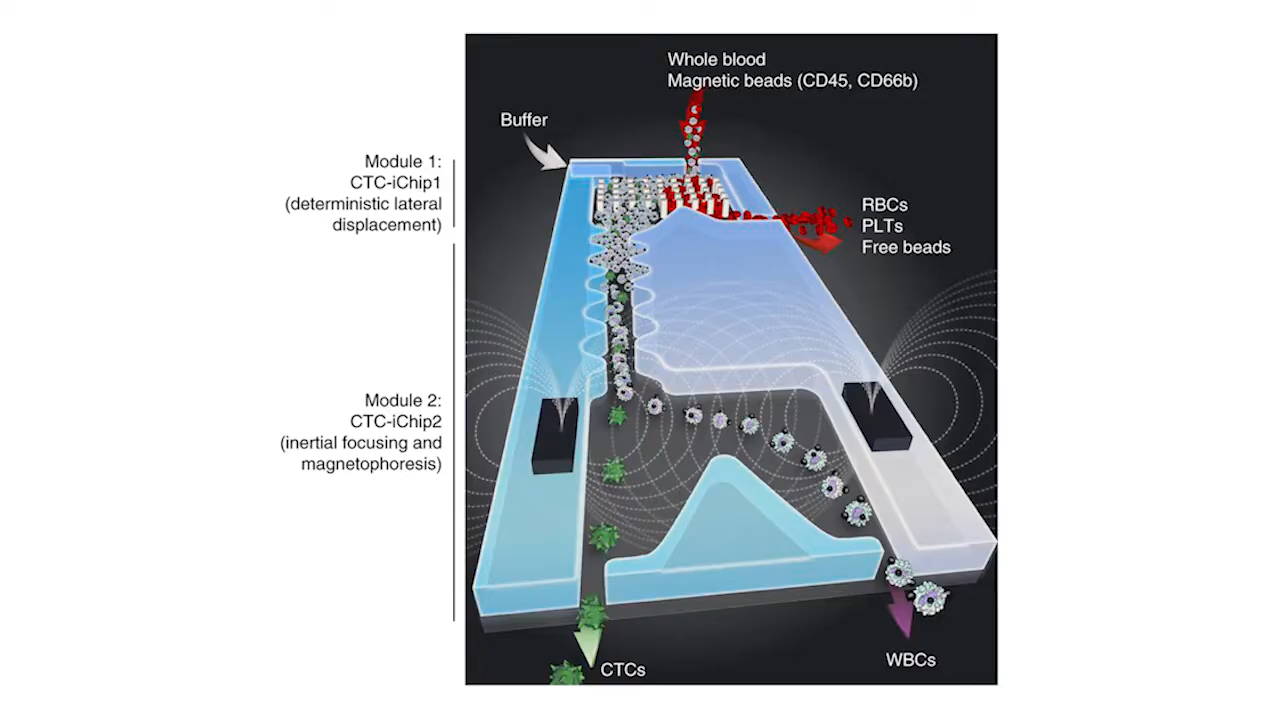 Whole blood
Magnetic beads (CD45, CD66b)
Buffer
Module 1:
CTC-iChip1
(deterministic lateral
displacement)
RBCs
PLTs
Free beads
Module 2:
CTC-iChip2
(inertial focusing and
magnetophoresis)
CTCs
WBCs